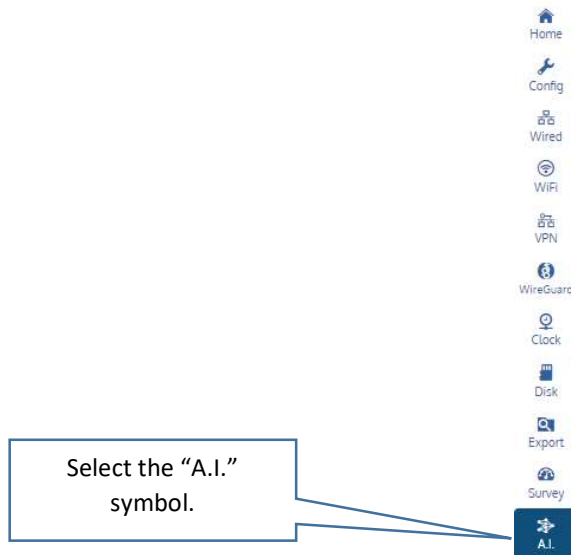 Home
Config
Wired
WiFi
VPN
WireGuard
Clock
Disk
Export
Survey
Select the “A.I.”
symbol.
A.I.